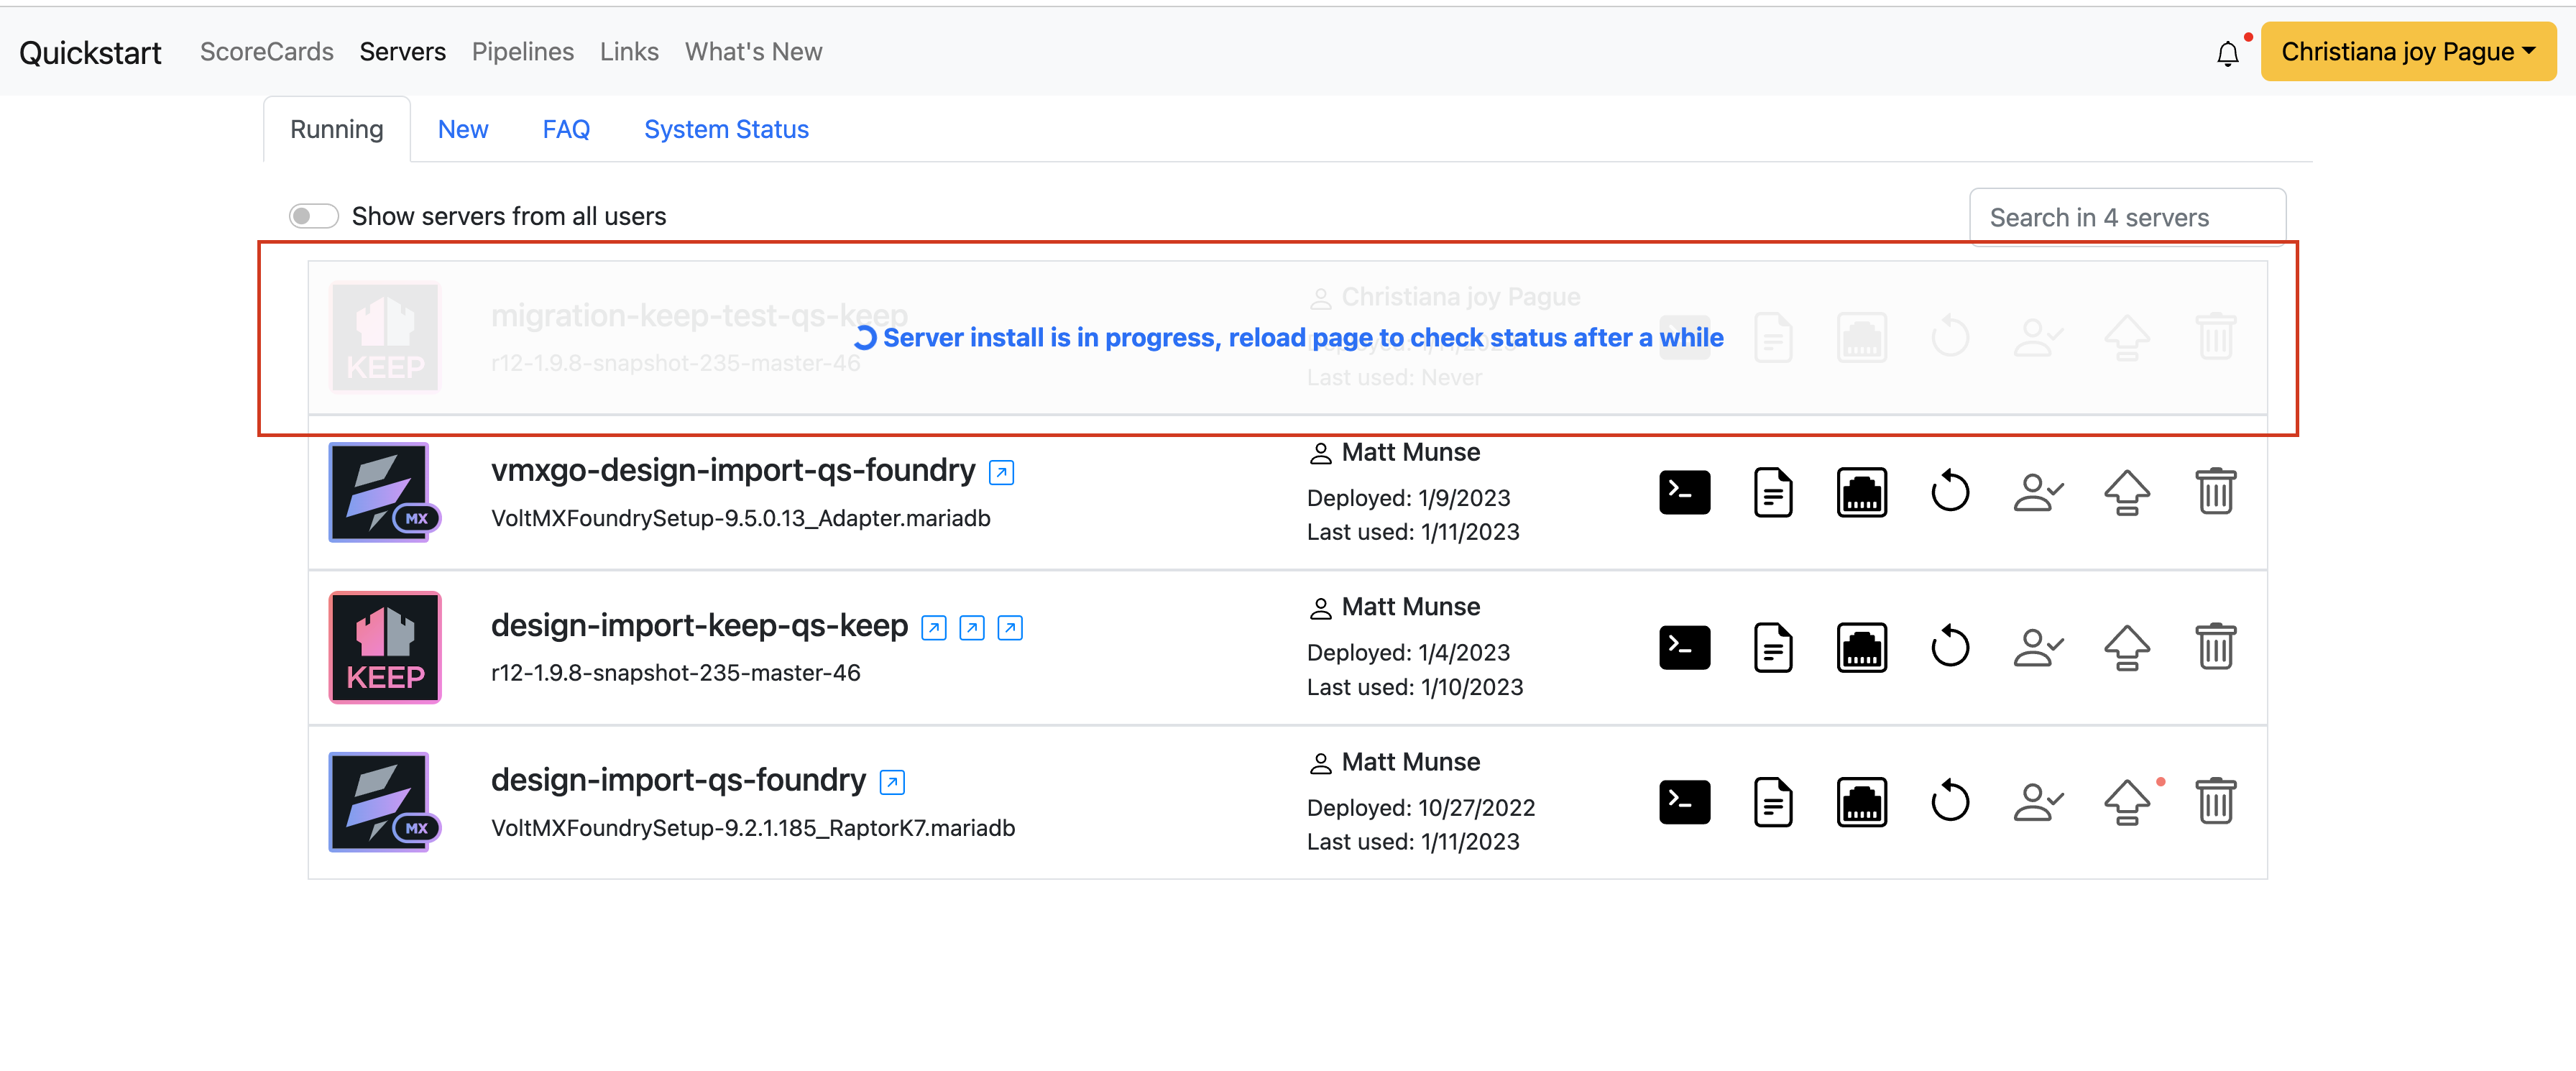 Quickstart ScoreCards Servers Pipelines Links What's New Christiana joy Pague
Running New FAQ System Status
Show servers from all users Search in 4 servers
KEEP
migration-keep-test-qs-keep
r12-1.9.8-snapshot-235-master-46
Christiana joy Pague
Server install is in progress, reload page to check status after a while
Last used: Never
MX
vmxgo-design-import-qs-foundry
VoltMXFoundrySetup-9.5.0.13_Adapter.mariadb
Matt Munse
Deployed: 1/9/2023
Last used: 1/11/2023
KEEP
design-import-keep-qs-keep
r12-1.9.8-snapshot-235-master-46
Matt Munse
Deployed: 1/4/2023
Last used: 1/10/2023
MX
design-import-qs-foundry
VoltMXFoundrySetup-9.2.1.185_RaptorK7.mariadb
Matt Munse
Deployed: 10/27/2022
Last used: 1/11/2023